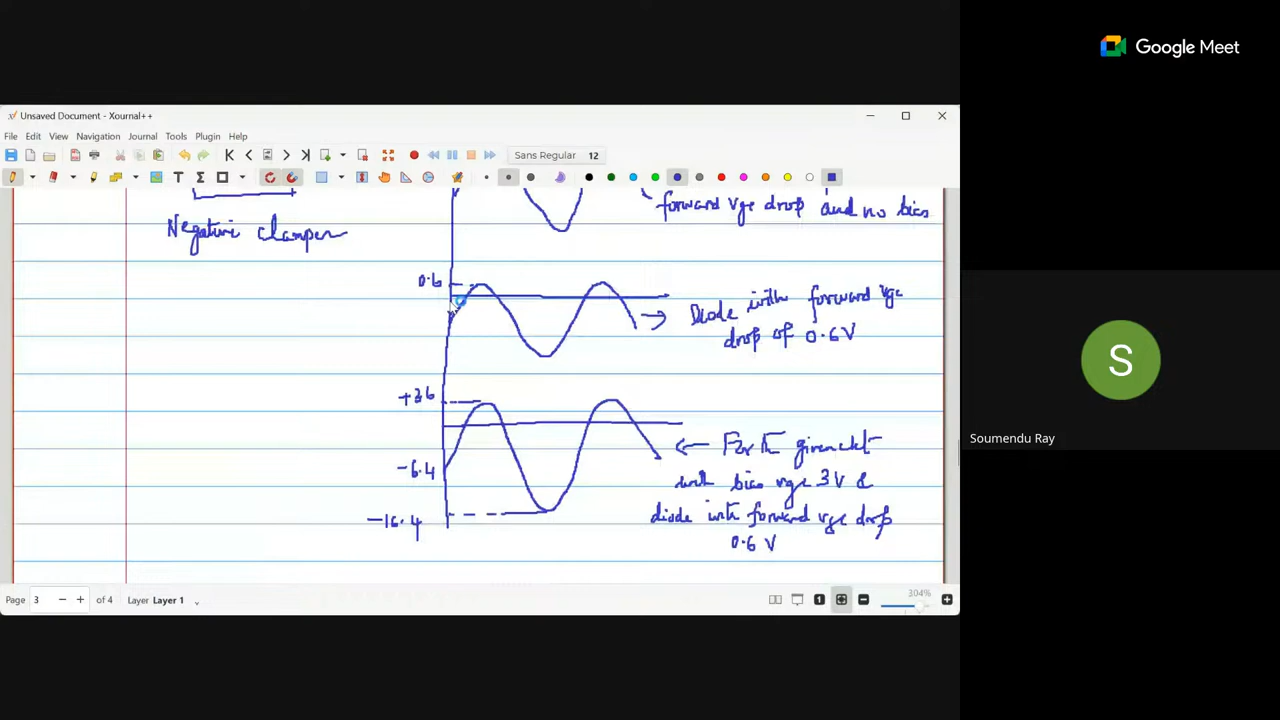 Google Meet
Unsaved Document - Xournal++
File Edit View Navigation Journal Tools Plugin Help
Sans Regular 12
forward vge drop and no bias
Negative clamper
0.6
Diode with forward vge
drop of 0.6V
+2.6
-6.4
For the given ckt
with bias vge 3V &
diode with forward vge drop
0.6 V
-16.4
S
Soumendu Ray
Page 3 of 4 Layer Layer 1
304%